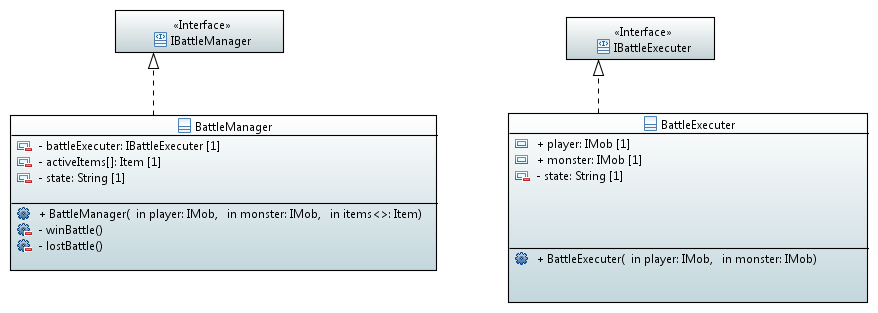 «Interface»
IBattleManager
BattleManager
- battleExecuter: IBattleExecuter [1]
- activeItems[]: Item [1]
- state: String [1]
+ BattleManager(  in player: IMob,   in monster: IMob,   in items<>: Item)
- winBattle()
- lostBattle()
«Interface»
IBattleExecuter
BattleExecuter
+ player: IMob [1]
+ monster: IMob [1]
- state: String [1]
+ BattleExecuter(  in player: IMob,   in monster: IMob)